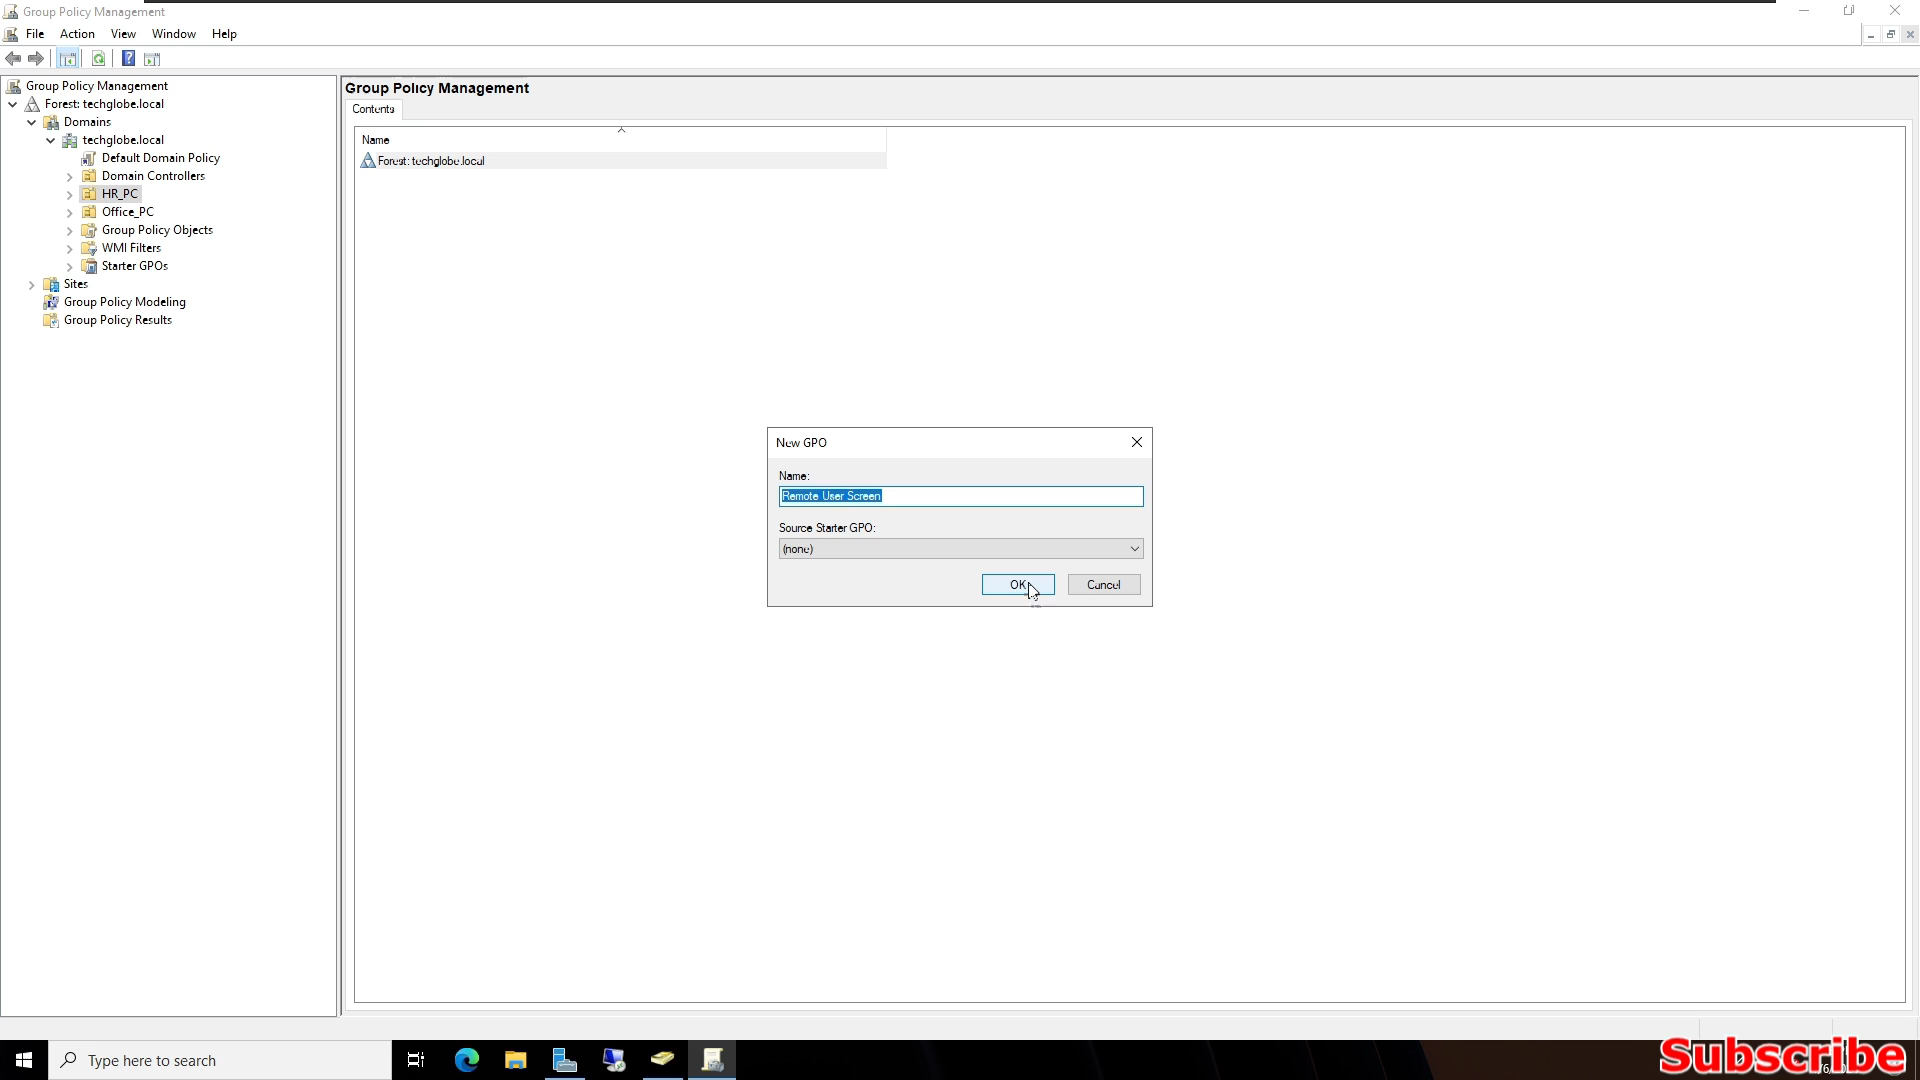 Group Policy Management
File Action View Window Help
Group Policy Management
Forest: techglobe.local
Domains
techglobe.local
Default Domain Policy
Domain Controllers
HR_PC
Office_PC
Group Policy Objects
WMI Filters
Starter GPOs
Sites
Group Policy Modeling
Group Policy Results
Group Policy Management
Contents
Name
Forest: techglobe.local
New GPO
Name:
Remote User Screen
Source Starter GPO:
(none)
OK Cancel
Type here to search
Subscribe